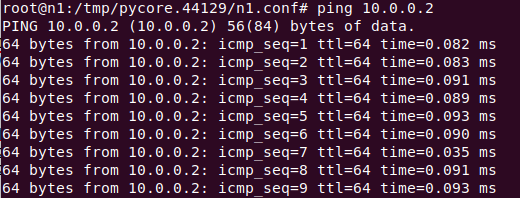 root@n1:/tmp/pycore.44129/n1.conf# ping 10.0.0.2
PING 10.0.0.2 (10.0.0.2) 56(84) bytes of data.
64 bytes from 10.0.0.2: icmp_seq=1 ttl=64 time=0.082 ms
64 bytes from 10.0.0.2: icmp_seq=2 ttl=64 time=0.083 ms
64 bytes from 10.0.0.2: icmp_seq=3 ttl=64 time=0.091 ms
64 bytes from 10.0.0.2: icmp_seq=4 ttl=64 time=0.089 ms
64 bytes from 10.0.0.2: icmp_seq=5 ttl=64 time=0.093 ms
64 bytes from 10.0.0.2: icmp_seq=6 ttl=64 time=0.090 ms
64 bytes from 10.0.0.2: icmp_seq=7 ttl=64 time=0.035 ms
64 bytes from 10.0.0.2: icmp_seq=8 ttl=64 time=0.091 ms
64 bytes from 10.0.0.2: icmp_seq=9 ttl=64 time=0.093 ms